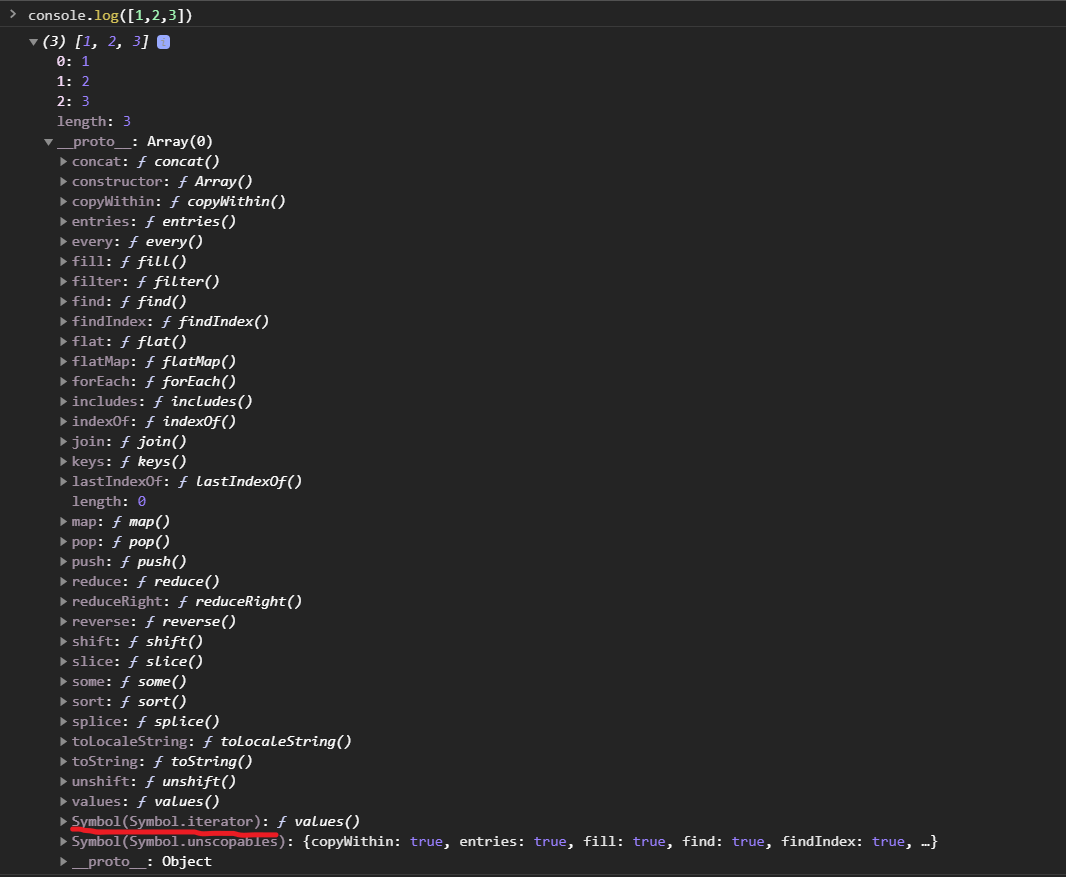 > console.log([1,2,3])
▼ (3) [1, 2, 3] i
0: 1
1: 2
2: 3
length: 3
▼ __proto__: Array(0)
▶ concat: ƒ concat()
▶ constructor: ƒ Array()
▶ copyWithin: ƒ copyWithin()
▶ entries: ƒ entries()
▶ every: ƒ every()
▶ fill: ƒ fill()
▶ filter: ƒ filter()
▶ find: ƒ find()
▶ findIndex: ƒ findIndex()
▶ flat: ƒ flat()
▶ flatMap: ƒ flatMap()
▶ forEach: ƒ forEach()
▶ includes: ƒ includes()
▶ indexOf: ƒ indexOf()
▶ join: ƒ join()
▶ keys: ƒ keys()
▶ lastIndexOf: ƒ lastIndexOf()
length: 0
▶ map: ƒ map()
▶ pop: ƒ pop()
▶ push: ƒ push()
▶ reduce: ƒ reduce()
▶ reduceRight: ƒ reduceRight()
▶ reverse: ƒ reverse()
▶ shift: ƒ shift()
▶ slice: ƒ slice()
▶ some: ƒ some()
▶ sort: ƒ sort()
▶ splice: ƒ splice()
▶ toLocaleString: ƒ toLocaleString()
▶ toString: ƒ toString()
▶ unshift: ƒ unshift()
▶ values: ƒ values()
▶ Symbol(Symbol.iterator): ƒ values()
▶ Symbol(Symbol.unscopables): {copyWithin: true, entries: true, fill: true, find: true, findIndex: true, …}
▶ __proto__: Object